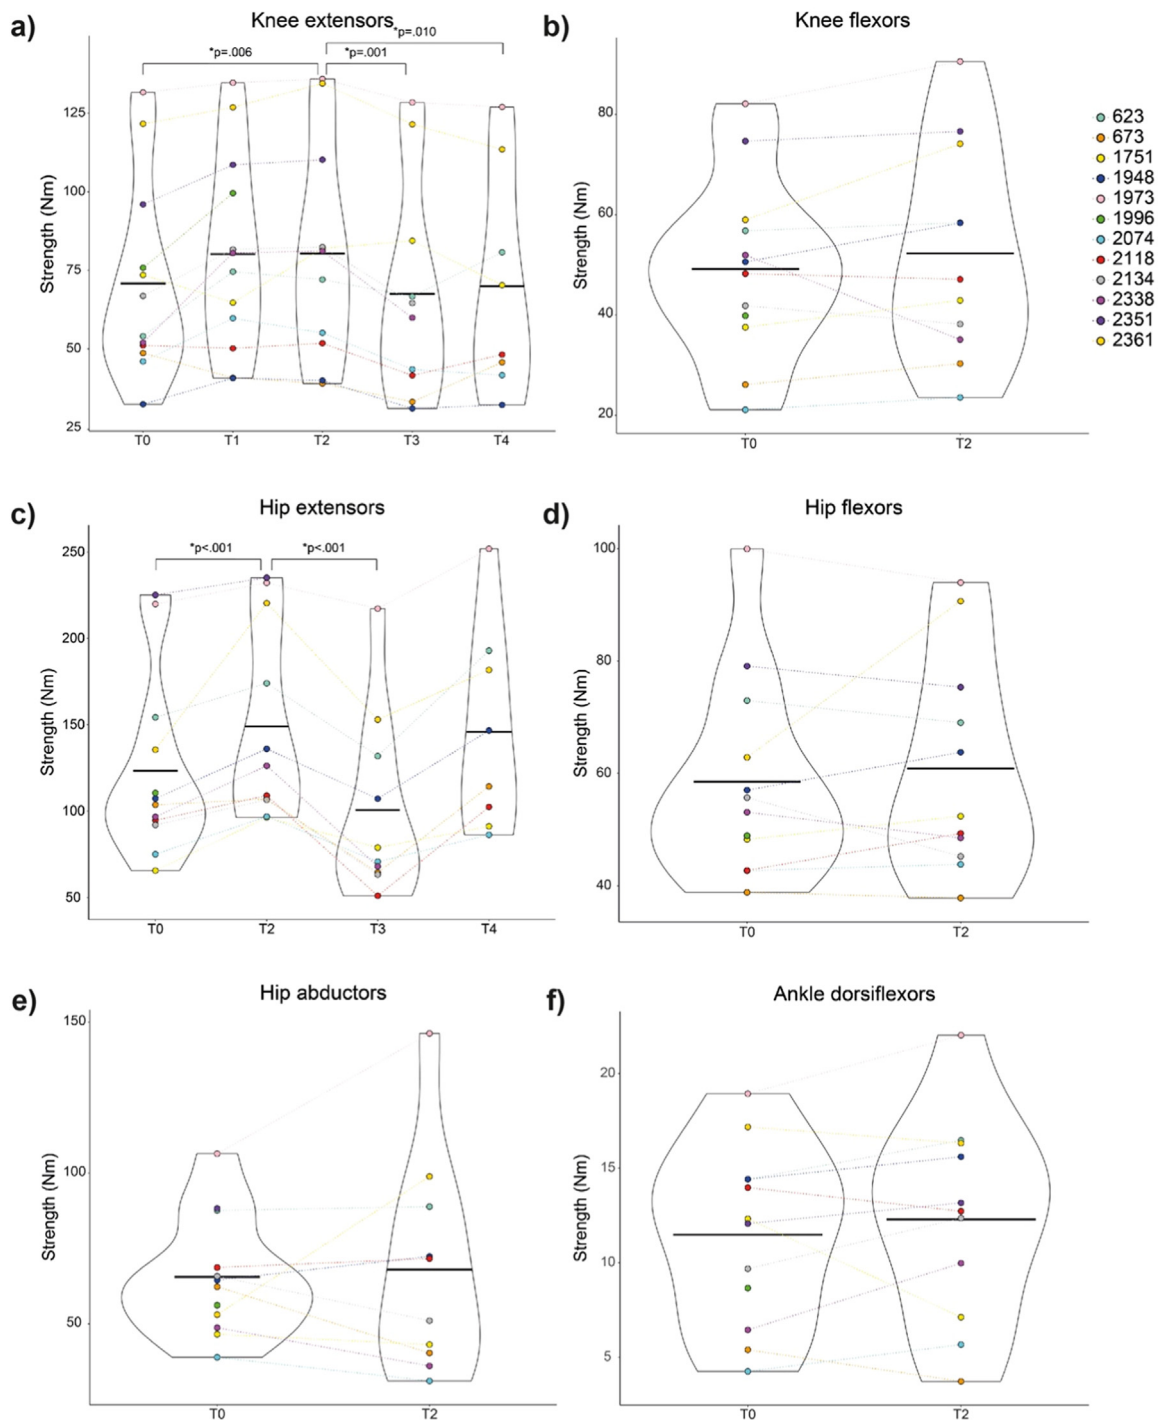 a)
Knee extensors
*p=.010
*p=.006
*p=.001
Strength (Nm)
125
100
75
50
25
T0 T1 T2 T3 T4
b)
Knee flexors
Strength (Nm)
80
60
40
20
T0 T2
623
673
1751
1948
1973
1996
2074
2118
2134
2338
2351
2361
c)
Hip extensors
*p<.001
*p<.001
Strength (Nm)
250
200
150
100
50
T0 T2 T3 T4
d)
Hip flexors
Strength (Nm)
100
80
60
40
T0 T2
e)
Hip abductors
Strength (Nm)
150
100
50
T0 T2
f)
Ankle dorsiflexors
Strength (Nm)
20
15
10
5
T0 T2